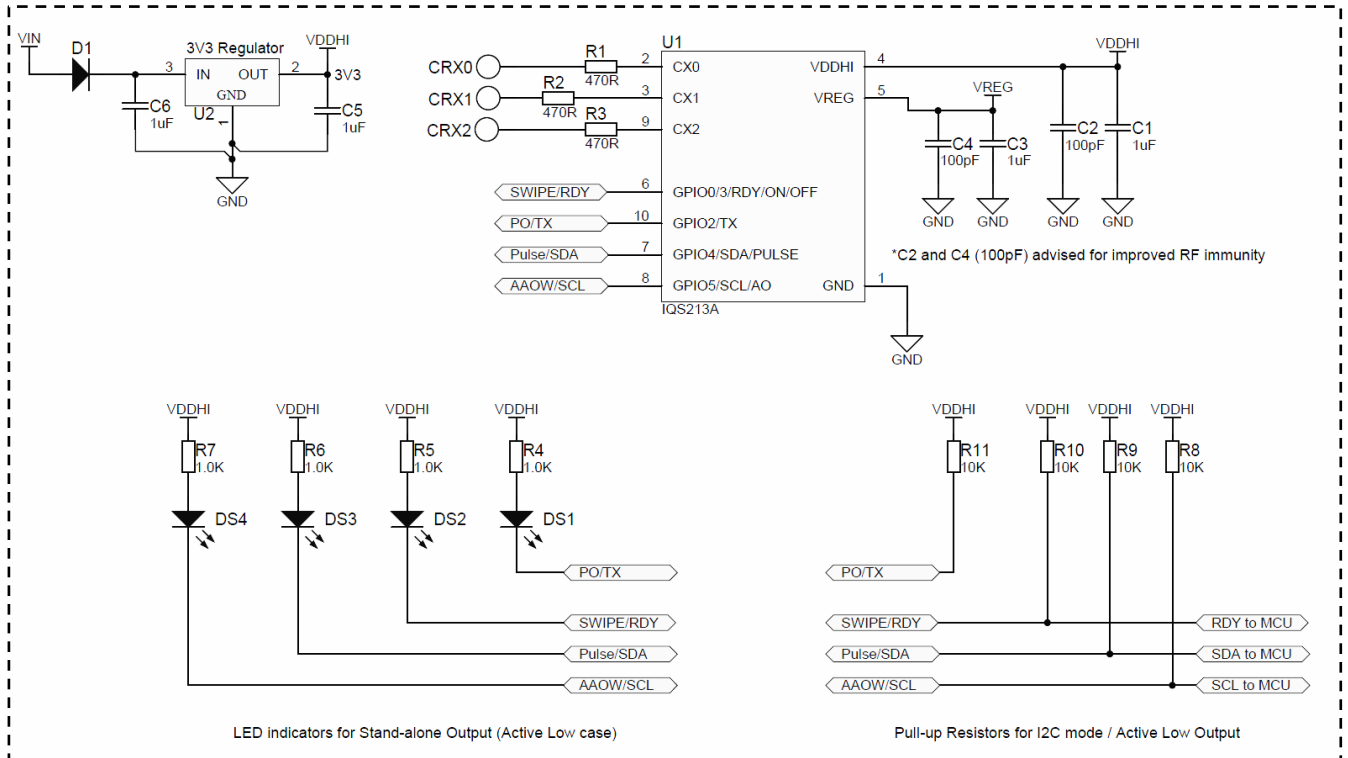 VIN
D1
3V3 Regulator
VDDHI
3 IN OUT 2 3V3
GND
U2
1
C6
1uF
C5
1uF
GND
U1
CRX0 R1 470R 2 CX0
CRX1 R2 470R 3 CX1
CRX2 R3 470R 9 CX2
SWIPE/RDY 6 GPIO0/3/RDY/ON/OFF
PO/TX 10 GPIO2/TX
Pulse/SDA 7 GPIO4/SDA/PULSE
AAOW/SCL 8 GPIO5/SCL/AO
VDDHI 4
VREG 5
GND 1
IQS213A
VDDHI
VREG
C4
100pF
C3
1uF
C2
100pF
C1
1uF
GND GND GND GND
*C2 and C4 (100pF) advised for improved RF immunity
GND
VDDHI VDDHI VDDHI VDDHI
R7 R6 R5 R4
1.0K 1.0K 1.0K 1.0K
DS4 DS3 DS2 DS1
PO/TX
SWIPE/RDY
Pulse/SDA
AAOW/SCL
LED indicators for Stand-alone Output (Active Low case)
VDDHI VDDHI VDDHI VDDHI
R11 R10 R9 R8
10K 10K 10K 10K
PO/TX
SWIPE/RDY RDY to MCU
Pulse/SDA SDA to MCU
AAOW/SCL SCL to MCU
Pull-up Resistors for I2C mode / Active Low Output